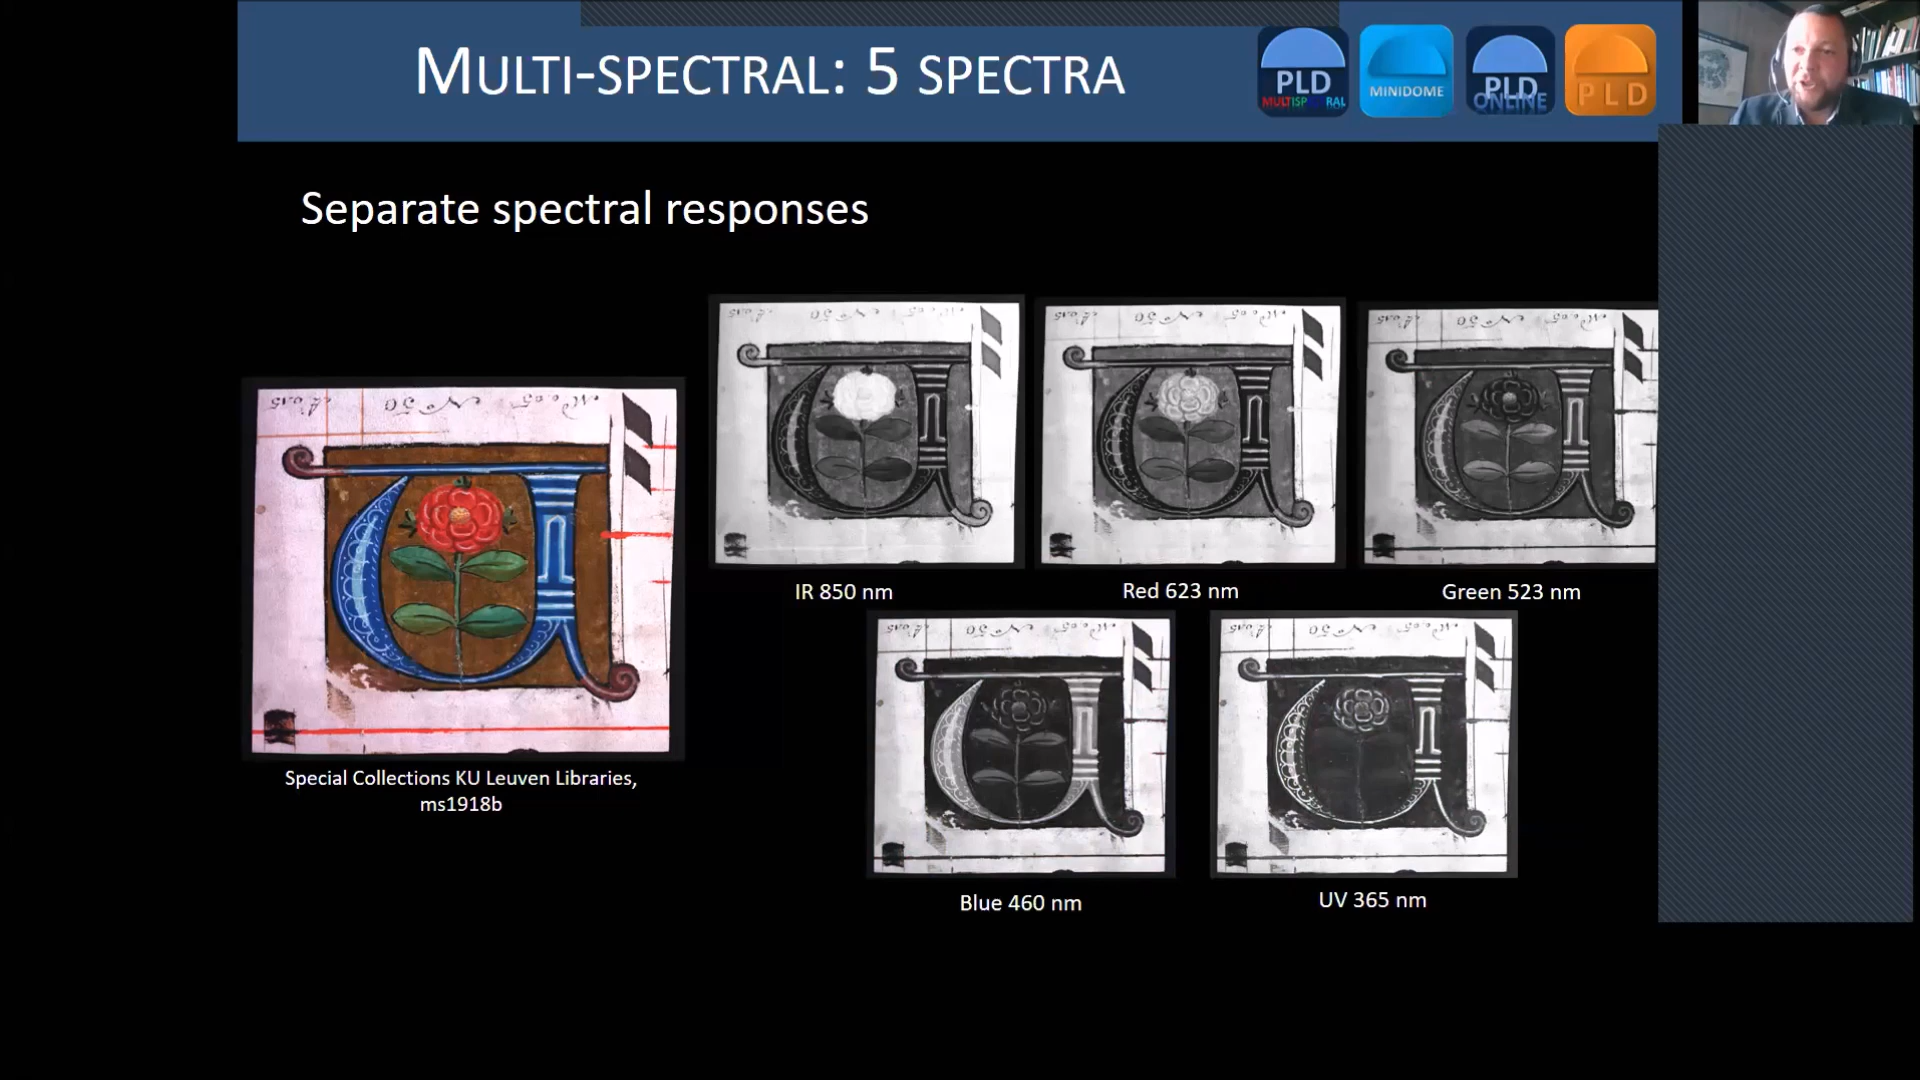 MULTI-SPECTRAL: 5 SPECTRA
PLD
MULTISPECTRAL
MINIDOME
PLD
ONLINE
PLD
Separate spectral responses
IR 850 nm
Red 623 nm
Green 523 nm
Special Collections KU Leuven Libraries,
ms1918b
Blue 460 nm
UV 365 nm